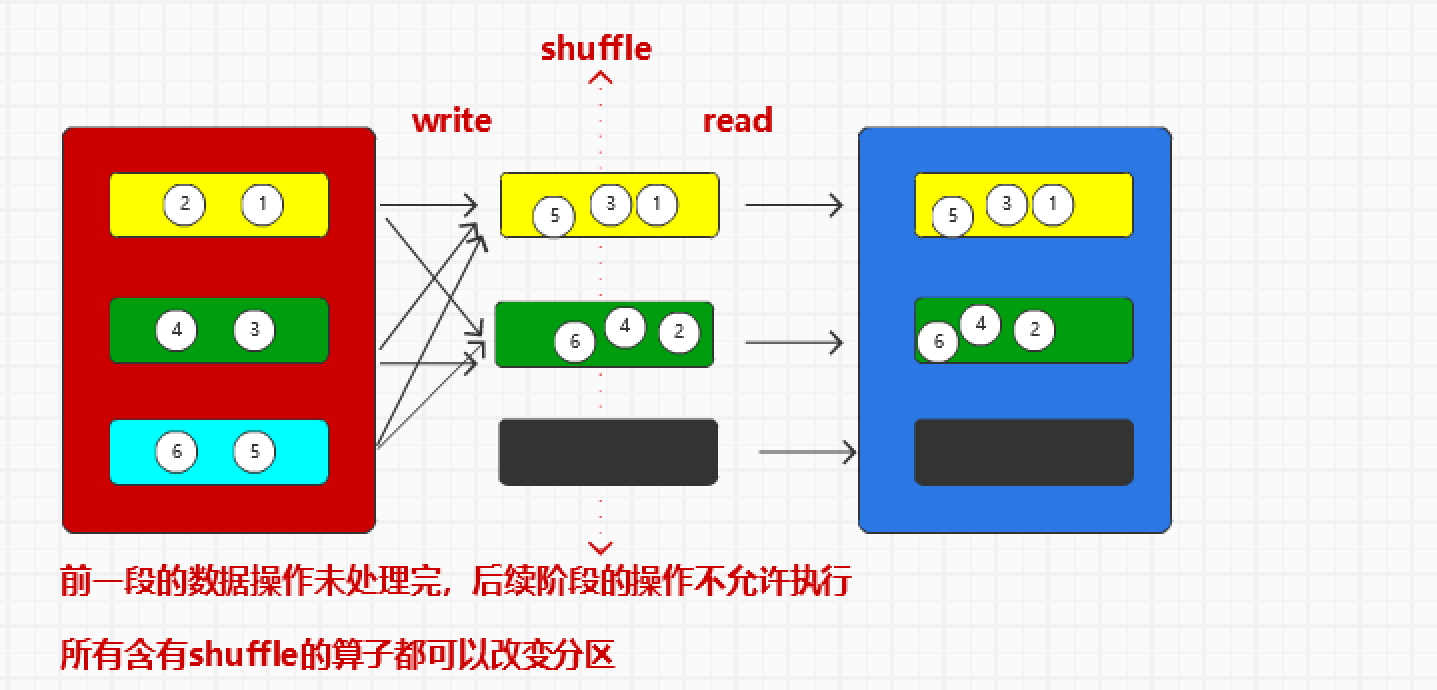 shuffle
write read
2 1 5 3 1 5 3 1
4 3 6 4 2 6 4 2
6 5
前一段的数据操作未处理完，后续阶段的操作不允许执行
所有含有shuffle的算子都可以改变分区